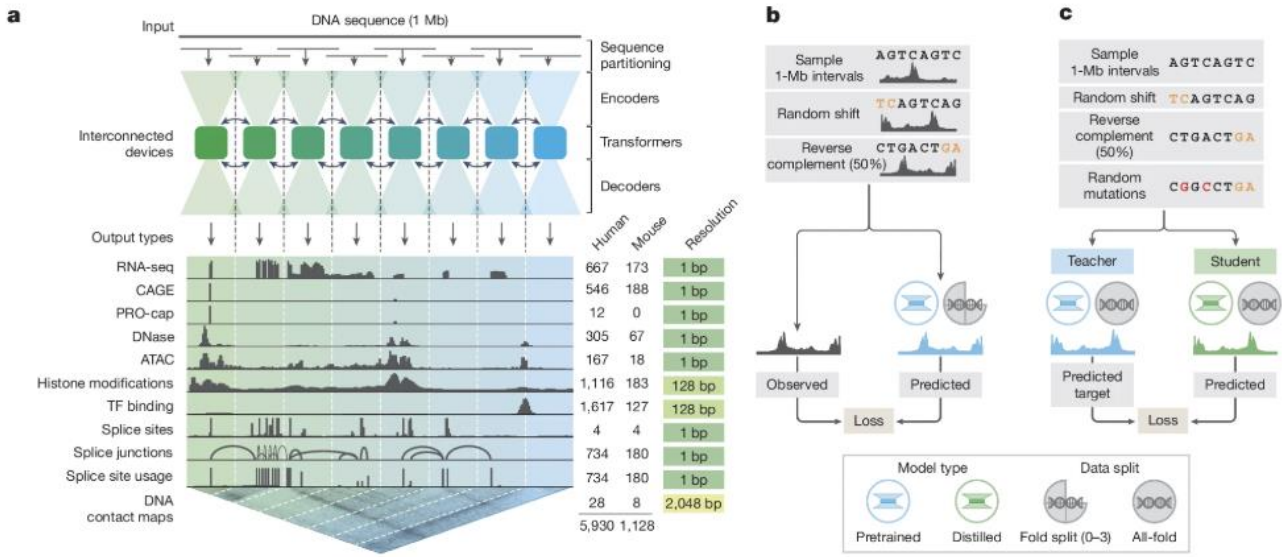 a
Input
DNA sequence (1 Mb)
Sequence
partitioning
Encoders
Interconnected
devices
Transformers
Decoders
Output types
Human
Mouse
Resolution
RNA-seq 667 173 1 bp
CAGE 546 188 1 bp
PRO-cap 12 0 1 bp
DNase 305 67 1 bp
ATAC 167 18 1 bp
Histone modifications 1,116 183 128 bp
TF binding 1,617 127 128 bp
Splice sites 4 4 1 bp
Splice junctions 734 180 1 bp
Splice site usage 734 180 1 bp
DNA
contact maps
28 8 2,048 bp
5,930 1,128
b
Sample
1-Mb intervals
AGTCAGTC
Random shift
TCAGTCAG
Reverse
complement (50%)
CTGACTGA
Observed
Predicted
Loss
c
Sample
1-Mb intervals
AGTCAGTC
Random shift
TCAGTCAG
Reverse
complement
(50%)
CTGACTGA
Random
mutations
CGGCCTGA
Teacher
Student
Predicted
target
Predicted
Loss
Model type
Data split
Pretrained
Distilled
Fold split (0–3)
All-fold